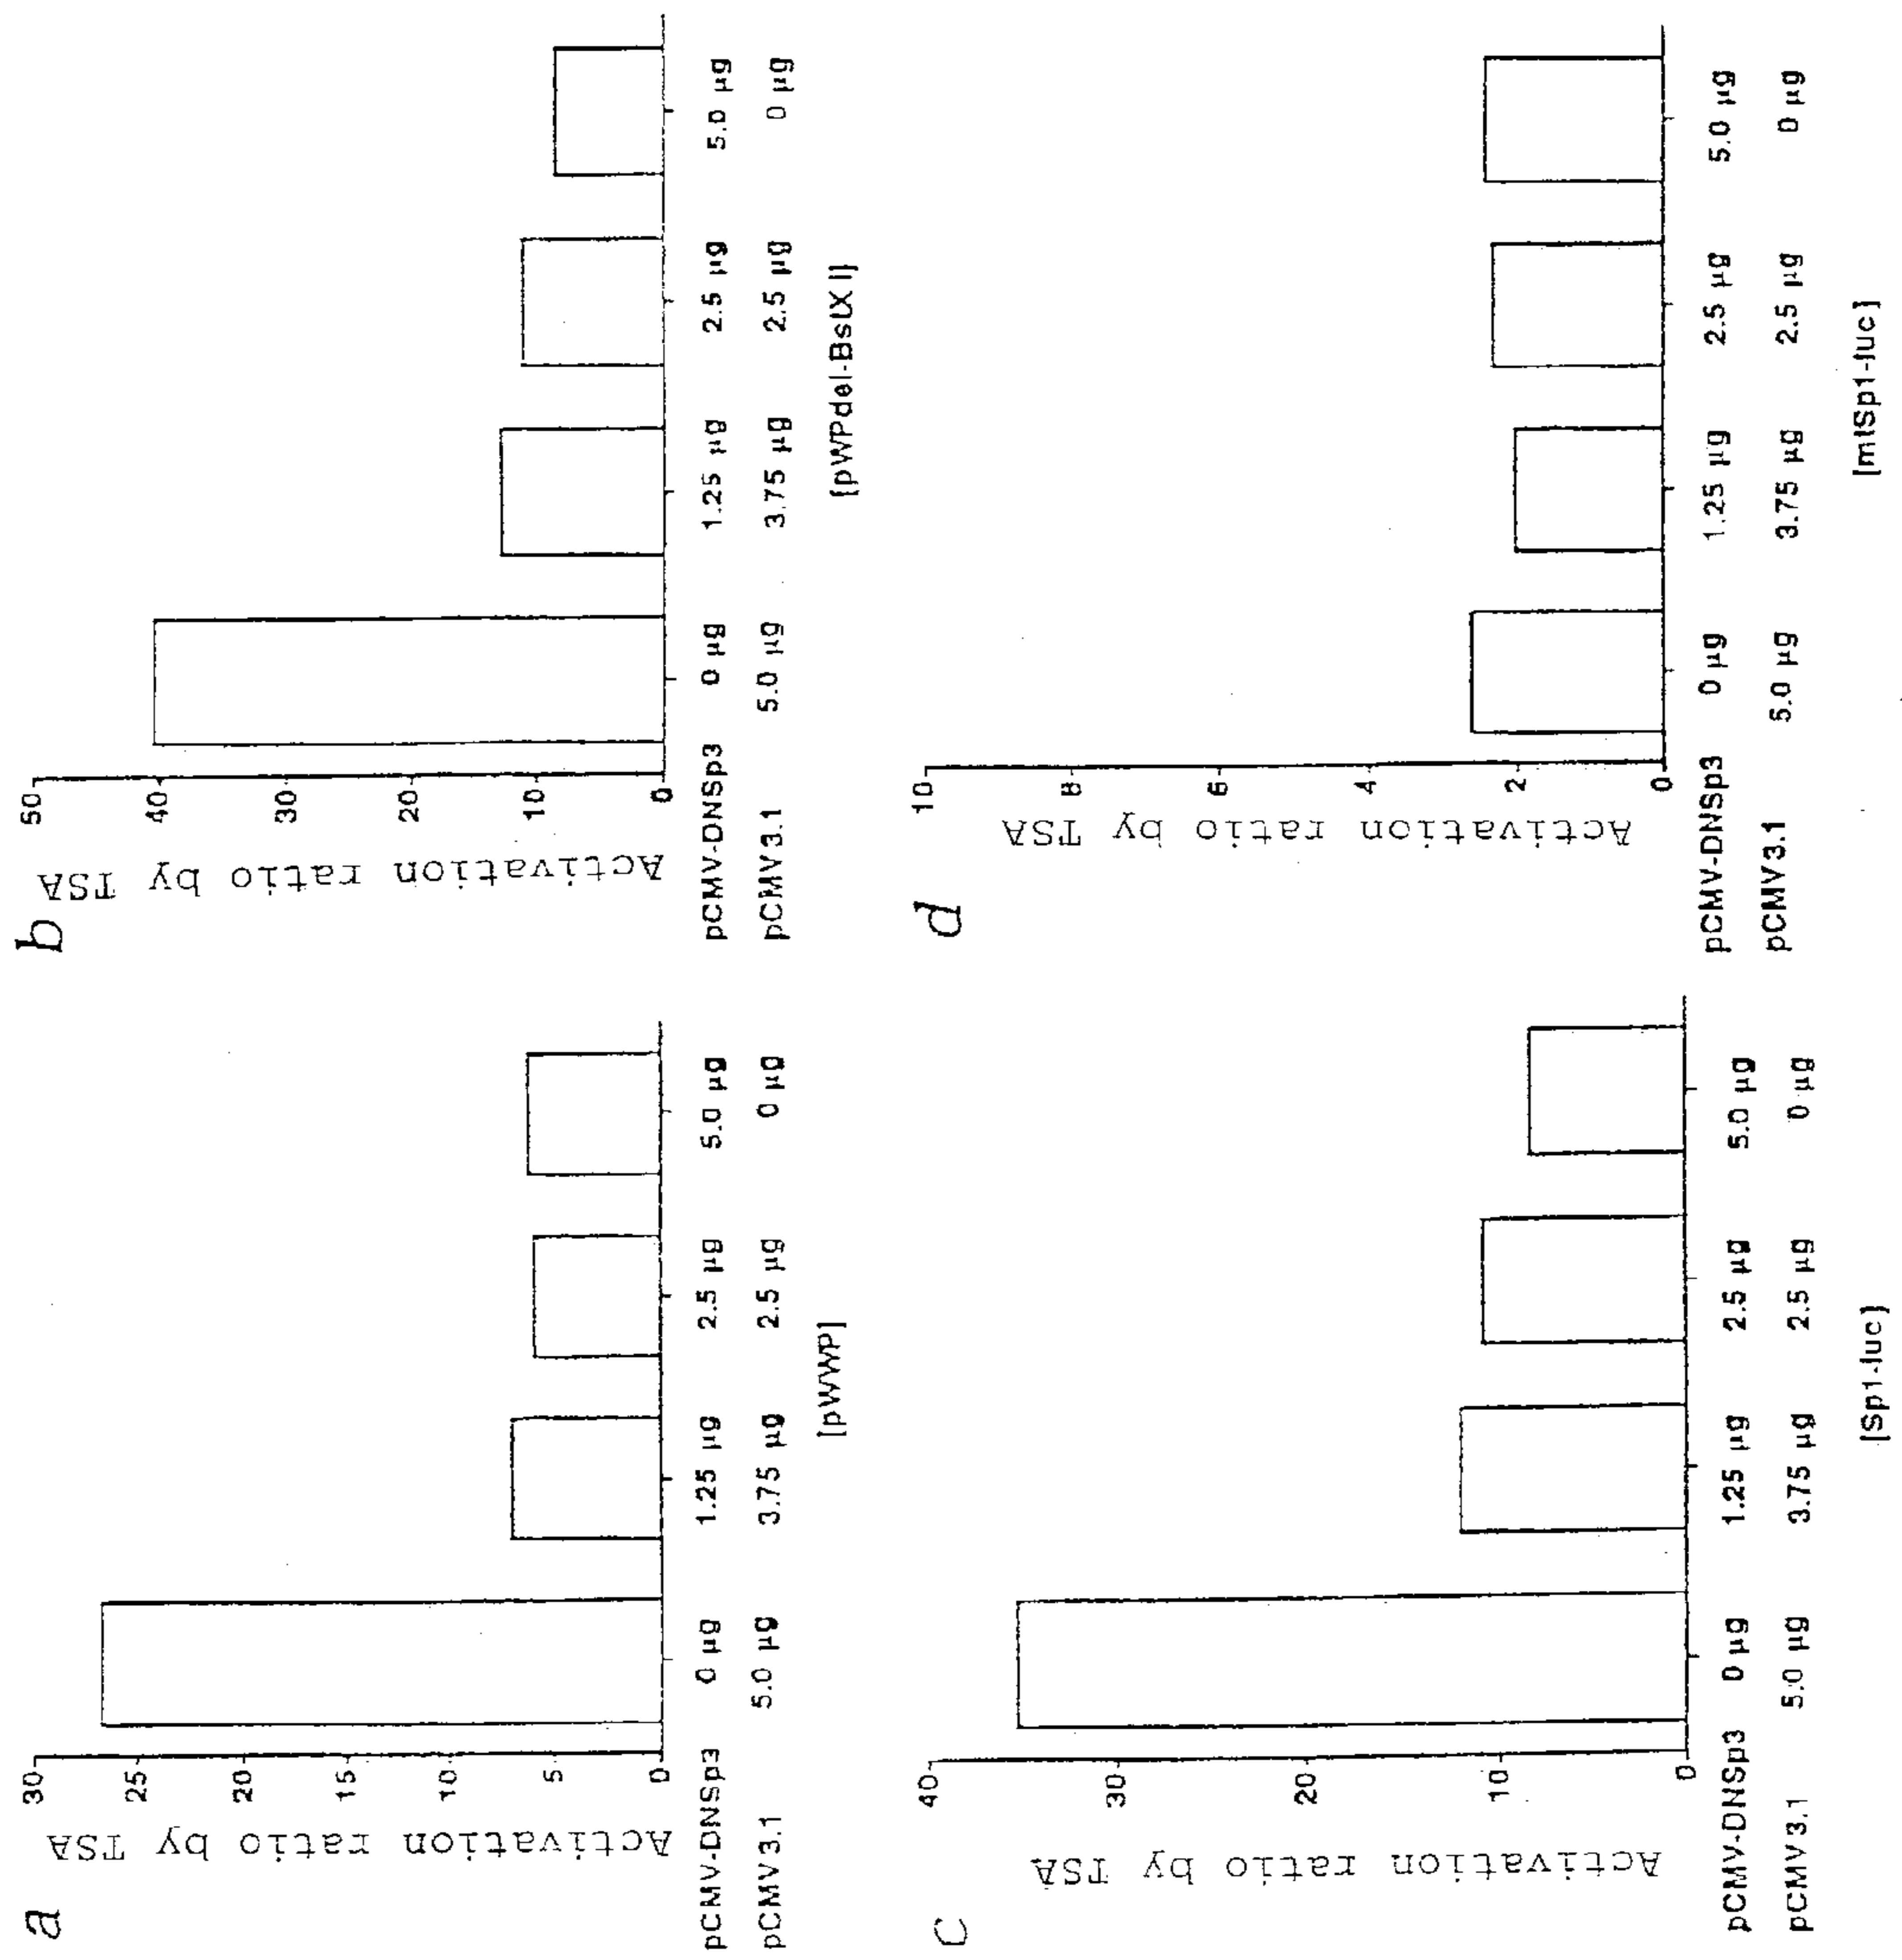 a
Activation ratio by TSA
30
25
20
15
10
5
0
pCMV-DNSp3 0 µg 1.25 µg 2.5 µg 5.0 µg
pCMV3.1 5.0 µg 3.75 µg 2.5 µg 0 µg
[pWWP]
b
Activation ratio by TSA
50
40
30
20
10
0
pCMV-DNSp3 0 µg 1.25 µg 2.5 µg 5.0 µg
pCMV3.1 5.0 µg 3.75 µg 2.5 µg 0 µg
[pWPdel-BstX I]
c
Activation ratio by TSA
40
30
20
10
0
pCMV-DNSp3 0 µg 1.25 µg 2.5 µg 5.0 µg
pCMV3.1 5.0 µg 3.75 µg 2.5 µg 0 µg
[Sp1-luc]
d
Activation ratio by TSA
10
8
6
4
2
0
pCMV-DNSp3 0 µg 1.25 µg 2.5 µg 5.0 µg
pCMV3.1 5.0 µg 3.75 µg 2.5 µg 0 µg
[mtSp1-luc]